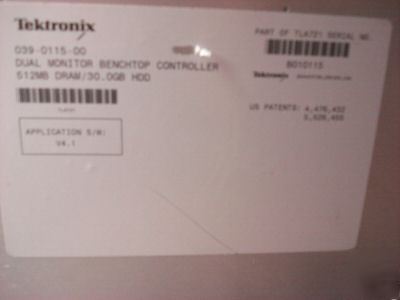 Tektronix
PART OF TLA721 SERIAL NO.
039-0115-00
DUAL MONITOR BENCHTOP CONTROLLER
512MB DRAM/30.0GB HDD
B010115
Tektronix
US PATENTS: 4,476,432
APPLICATION S/W:
V4.1